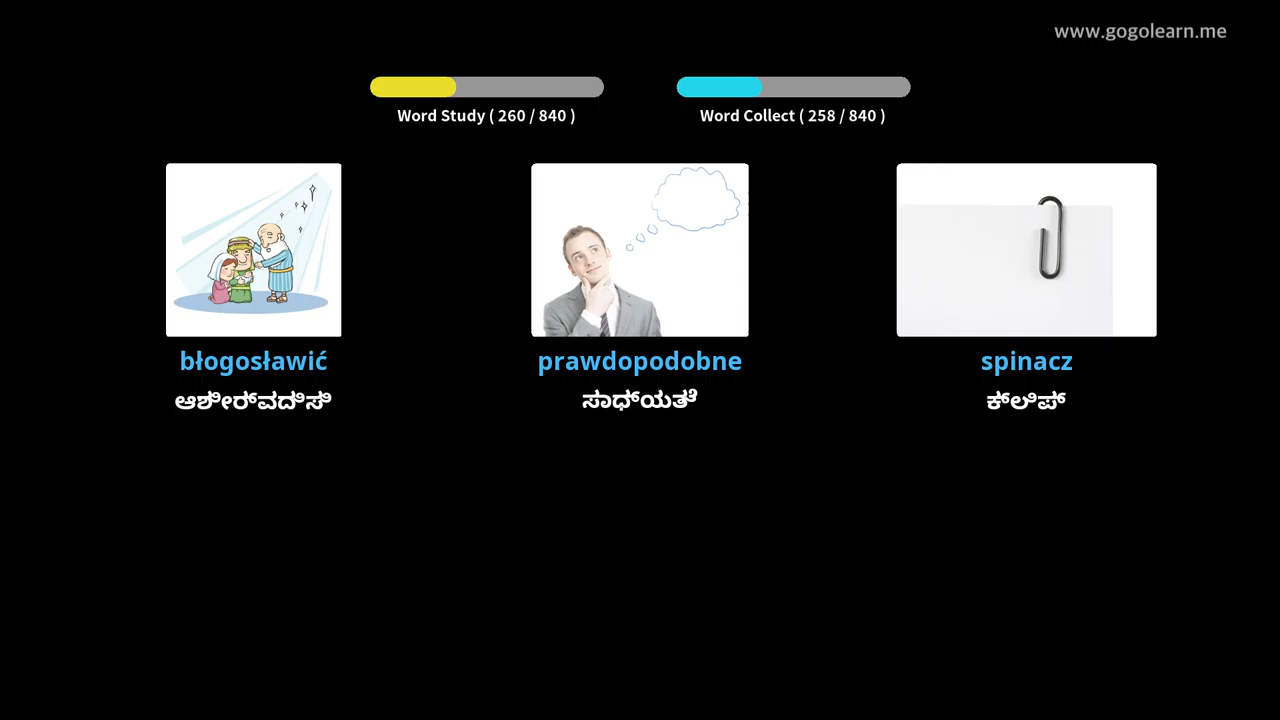 www.gogolearn.me
Word Study ( 260 / 840 )
Word Collect ( 258 / 840 )
błogosławić
prawdopodobne
spinacz
ಆಶೀರ್ವದಿಸಿ
ಸಾಧ್ಯತೆ
ಕ್ಲಿಪ್